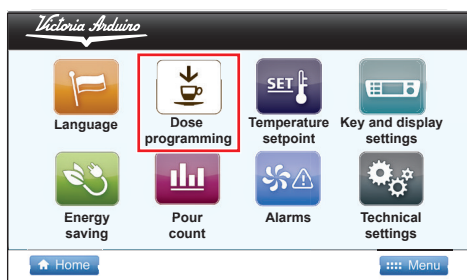 Victoria Arduino
Language
Dose
programming
SET
Temperature
setpoint
Key and display
settings
Energy
saving
Pour
count
Alarms
Technical
settings
Home
Menu